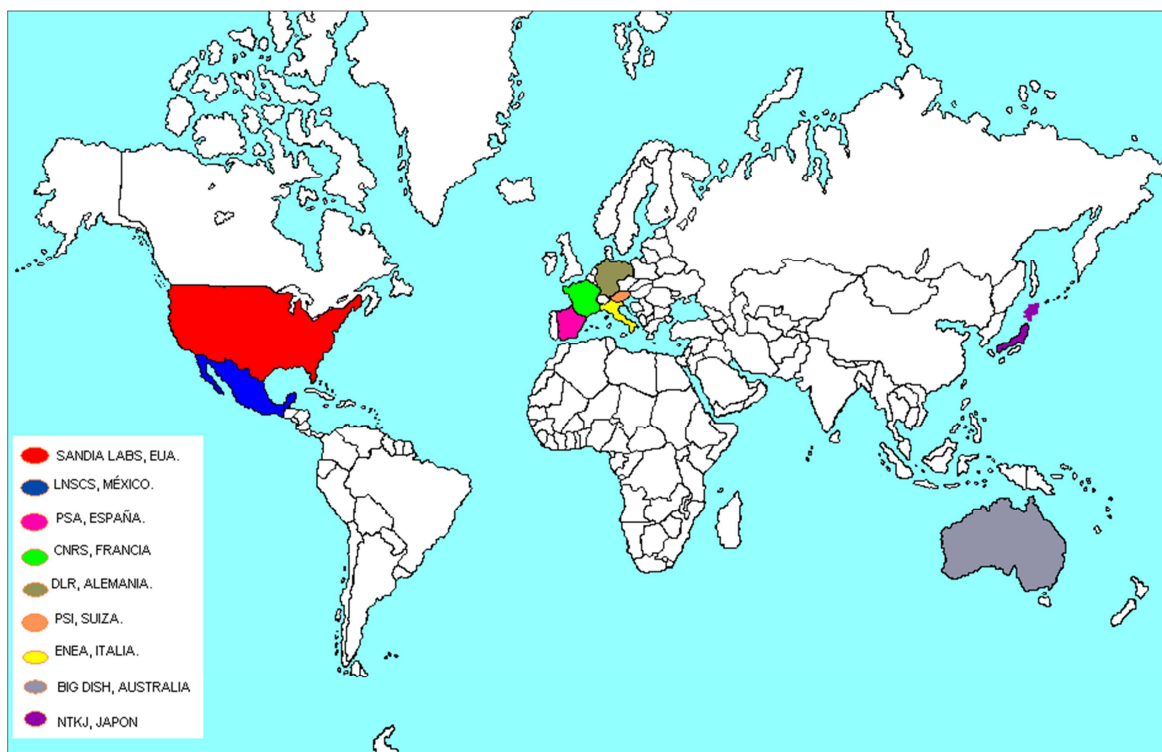 SANDIA LABS, EUA.
LNSCS, MÉXICO.
PSA, ESPAÑA.
CNRS, FRANCIA
DLR, ALEMANIA.
PSI, SUIZA.
ENEA, ITALIA.
BIG DISH, AUSTRALIA
NTKJ, JAPON